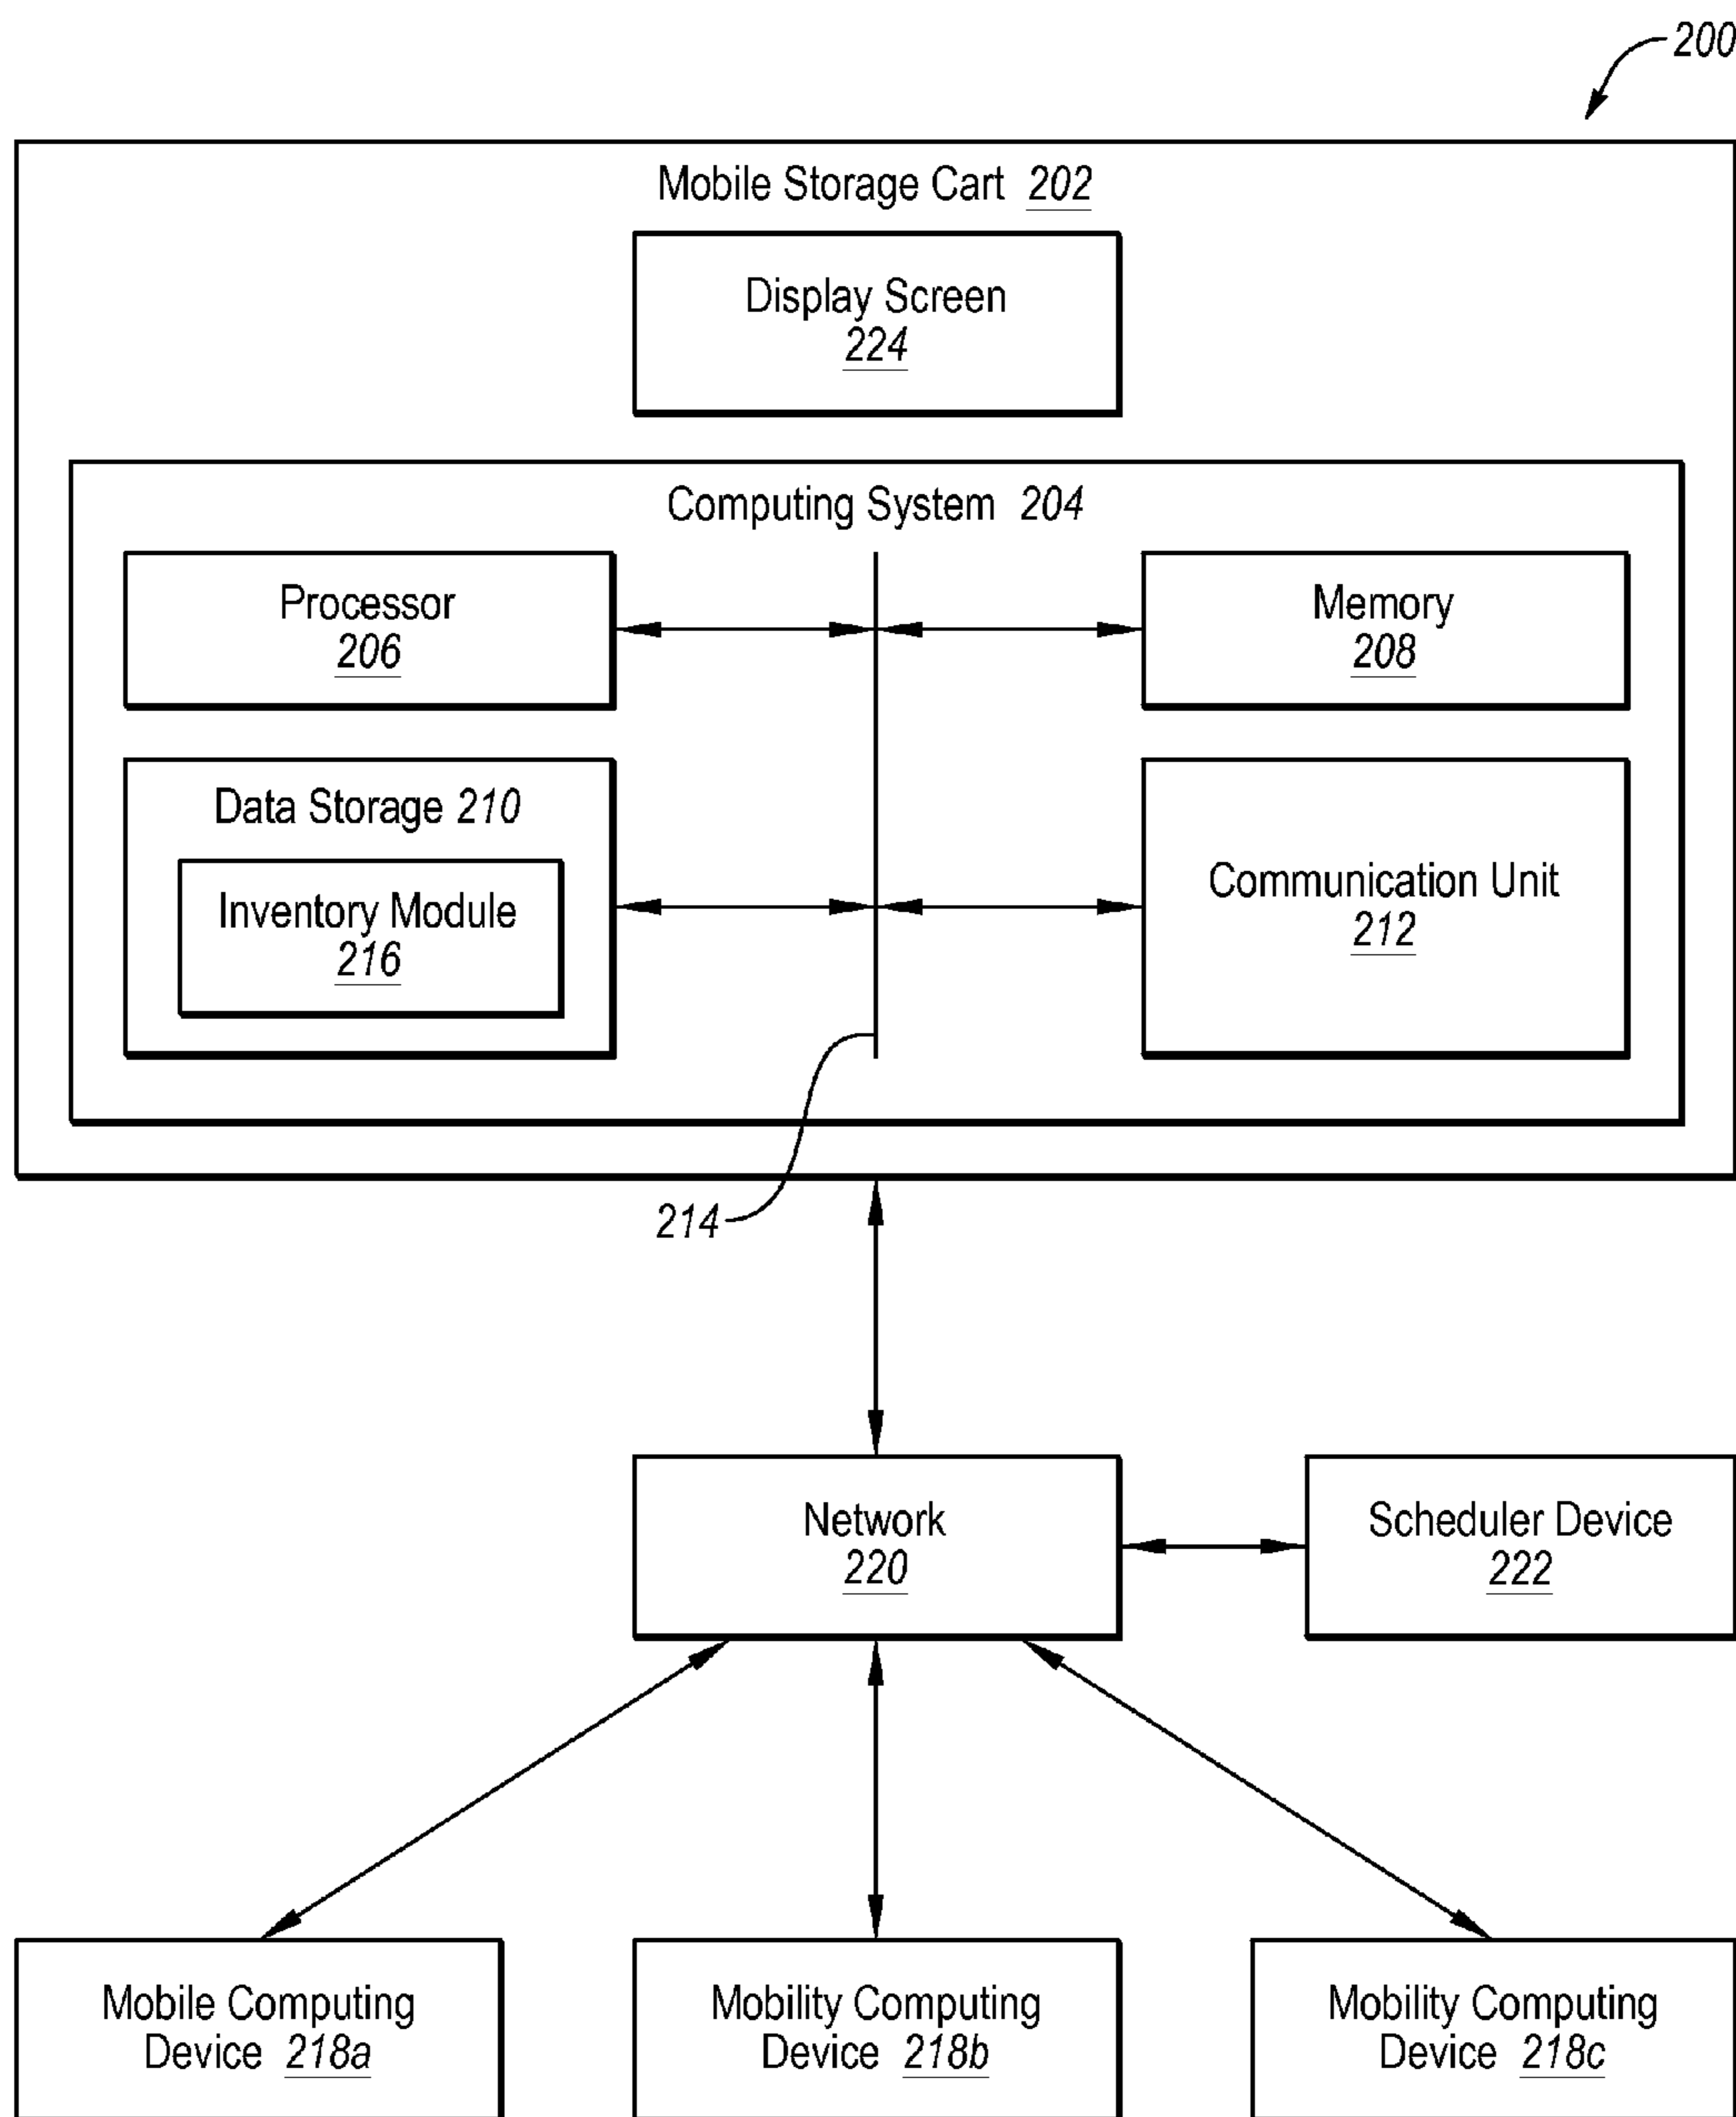 200
Mobile Storage Cart 202
Display Screen
224
Computing System 204
Processor
206
Memory
208
Data Storage 210
Inventory Module
216
Communication Unit
212
214
Network
220
Scheduler Device
222
Mobile Computing
Device 218a
Mobility Computing
Device 218b
Mobility Computing
Device 218c